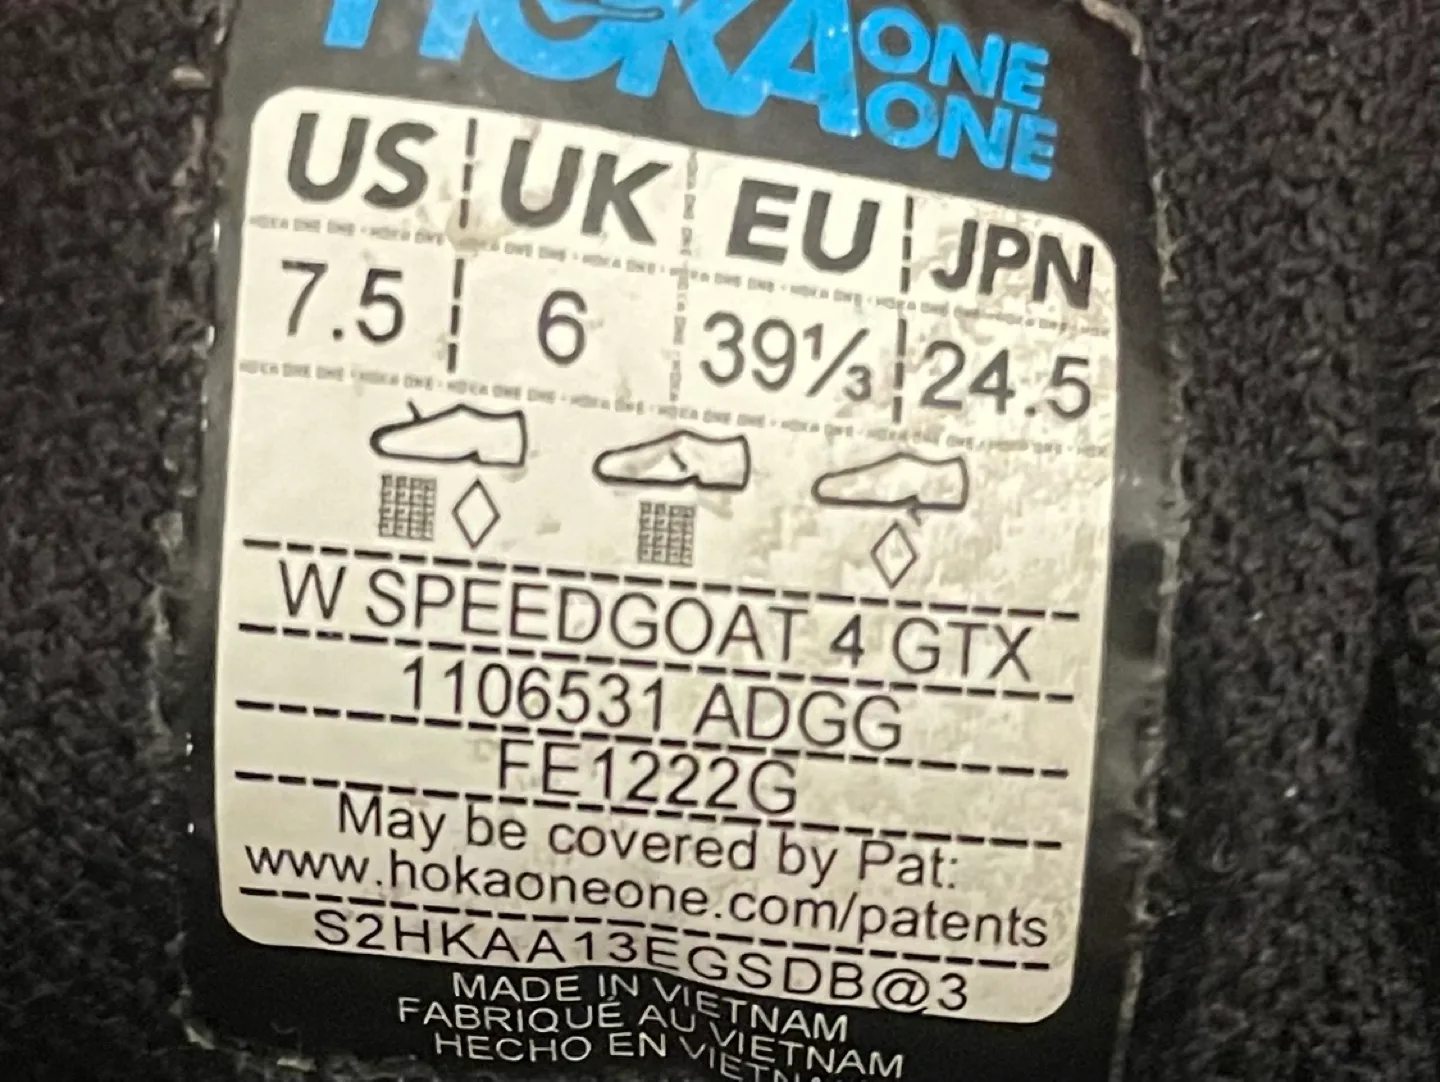 HOKA ONE ONE
US UK EU JPN
7.5 6 39⅓ 24.5
W SPEEDGOAT 4 GTX
1106531 ADGG
FE1222G
May be covered by Pat:
www.hokaoneone.com/patents
S2HKAA13EGSDB@3
MADE IN VIETNAM
FABRIQUÉ AU VIETNAM
HECHO EN VIETNAM